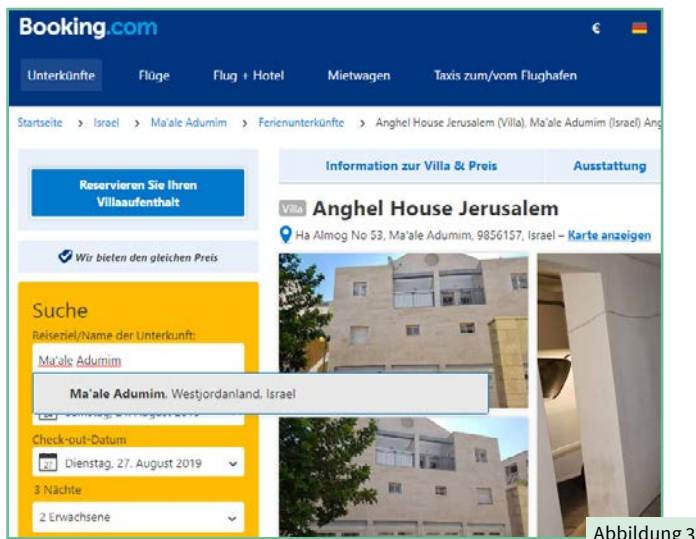 Booking.com €
Unterkünfte Flüge Flug + Hotel Mietwagen Taxis zum/vom Flughafen
Startseite > Israel > Ma'ale Adumim > Ferienunterkünfte > Anghel House Jerusalem (Villa), Ma'ale Adumim (Israel) Ang
Reservieren Sie Ihren
Villaaufenthalt
Wir bieten den gleichen Preis
Suche
Reiseziel/Name der Unterkunft:
Ma'ale Adumim
Ma'ale Adumim, Westjordanland, Israel
Check-out-Datum
27 Dienstag, 27. August 2019
3 Nächte
2 Erwachsene
Information zur Villa & Preis Ausstattung
Villa Anghel House Jerusalem
Ha Almog No 53, Ma'ale Adumim, 9856157, Israel – Karte anzeigen
Abbildung 3